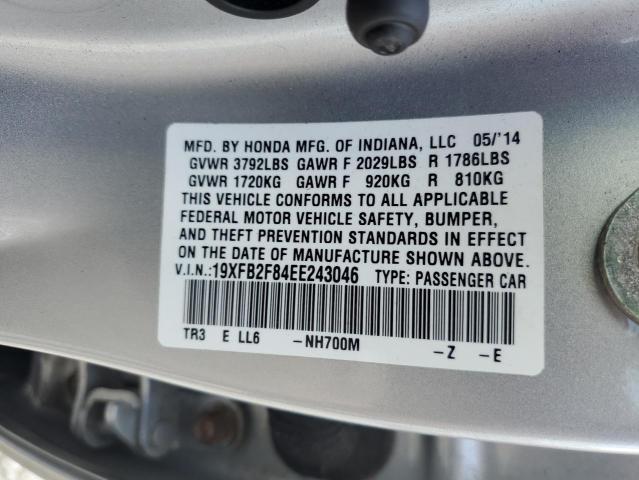 MFD. BY HONDA MFG. OF INDIANA, LLC 05/'14
GVWR 3792LBS GAWR F 2029LBS R 1786LBS
GVWR 1720KG GAWR F 920KG R 810KG
THIS VEHICLE CONFORMS TO ALL APPLICABLE
FEDERAL MOTOR VEHICLE SAFETY, BUMPER,
AND THEFT PREVENTION STANDARDS IN EFFECT
ON THE DATE OF MANUFACTURE SHOWN ABOVE.
V.I.N.:19XFB2F84EE243046 TYPE: PASSENGER CAR
TR3 E LL6 -NH700M -Z -E